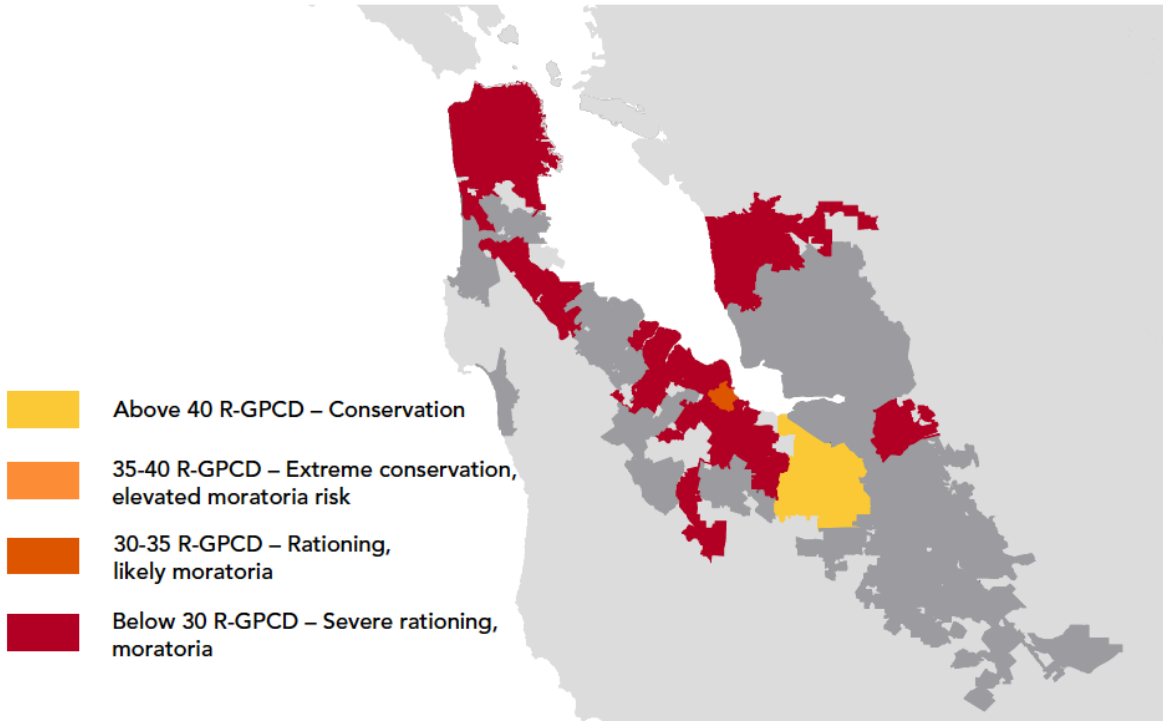 Above 40 R-GPCD – Conservation
35-40 R-GPCD – Extreme conservation,
elevated moratoria risk
30-35 R-GPCD – Rationing,
likely moratoria
Below 30 R-GPCD – Severe rationing,
moratoria